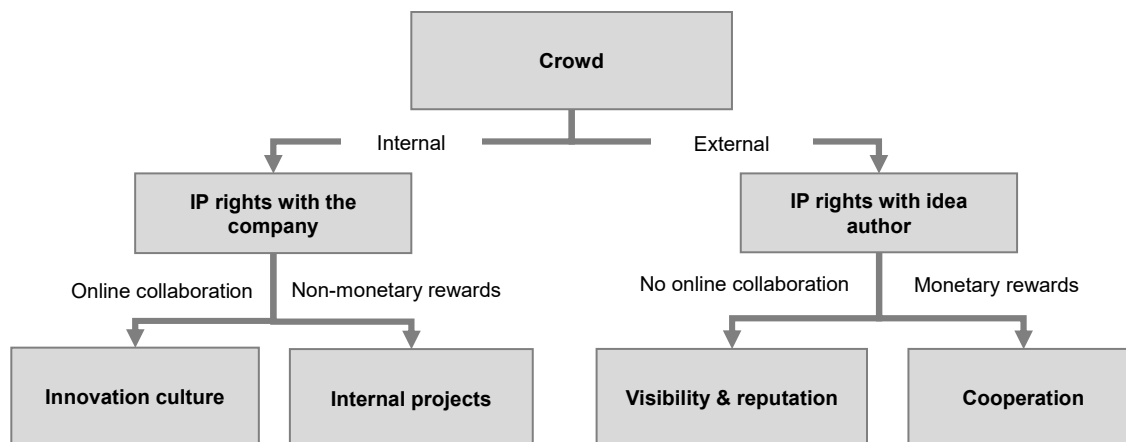 Crowd
Internal
External
IP rights with the
company
IP rights with idea
author
Online collaboration
Non-monetary rewards
No online collaboration
Monetary rewards
Innovation culture
Internal projects
Visibility & reputation
Cooperation